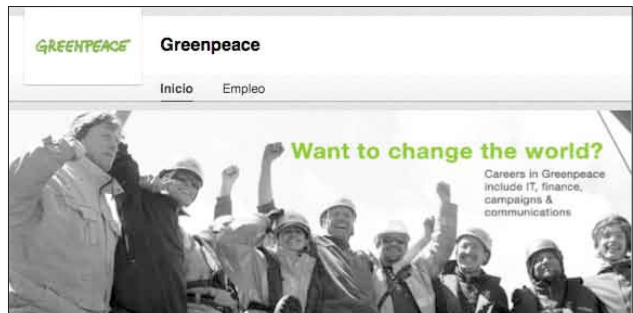 GREENPEACE
Greenpeace
Inicio Empleo
Want to change the world?
Careers in Greenpeace
include IT, finance,
campaigns &
communications